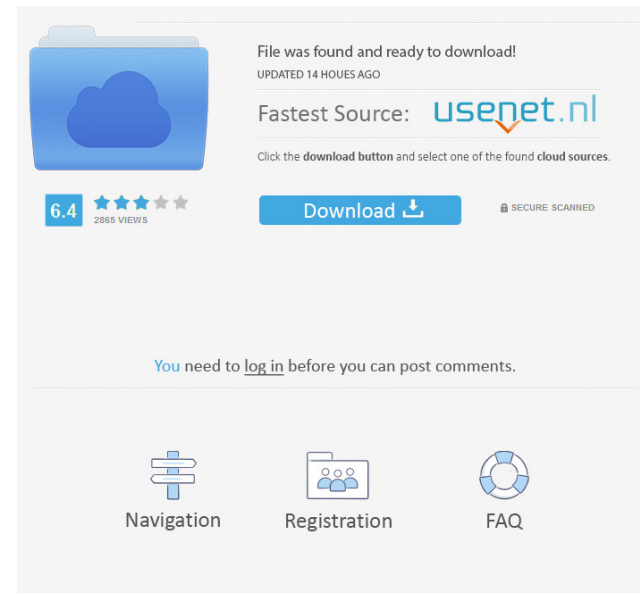 File was found and ready to download!
UPDATED 14 HOUES AGO
Fastest Source: usenet.nl
Click the download button and select one of the found cloud sources.
6.4
2865 VIEWS
Download
SECURE SCANNED
You need to log in before you can post comments.
Navigation
Registration
FAQ